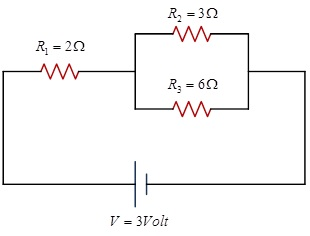 R₂ = 3Ω
R₁ = 2Ω
R₃ = 6Ω
V = 3Volt